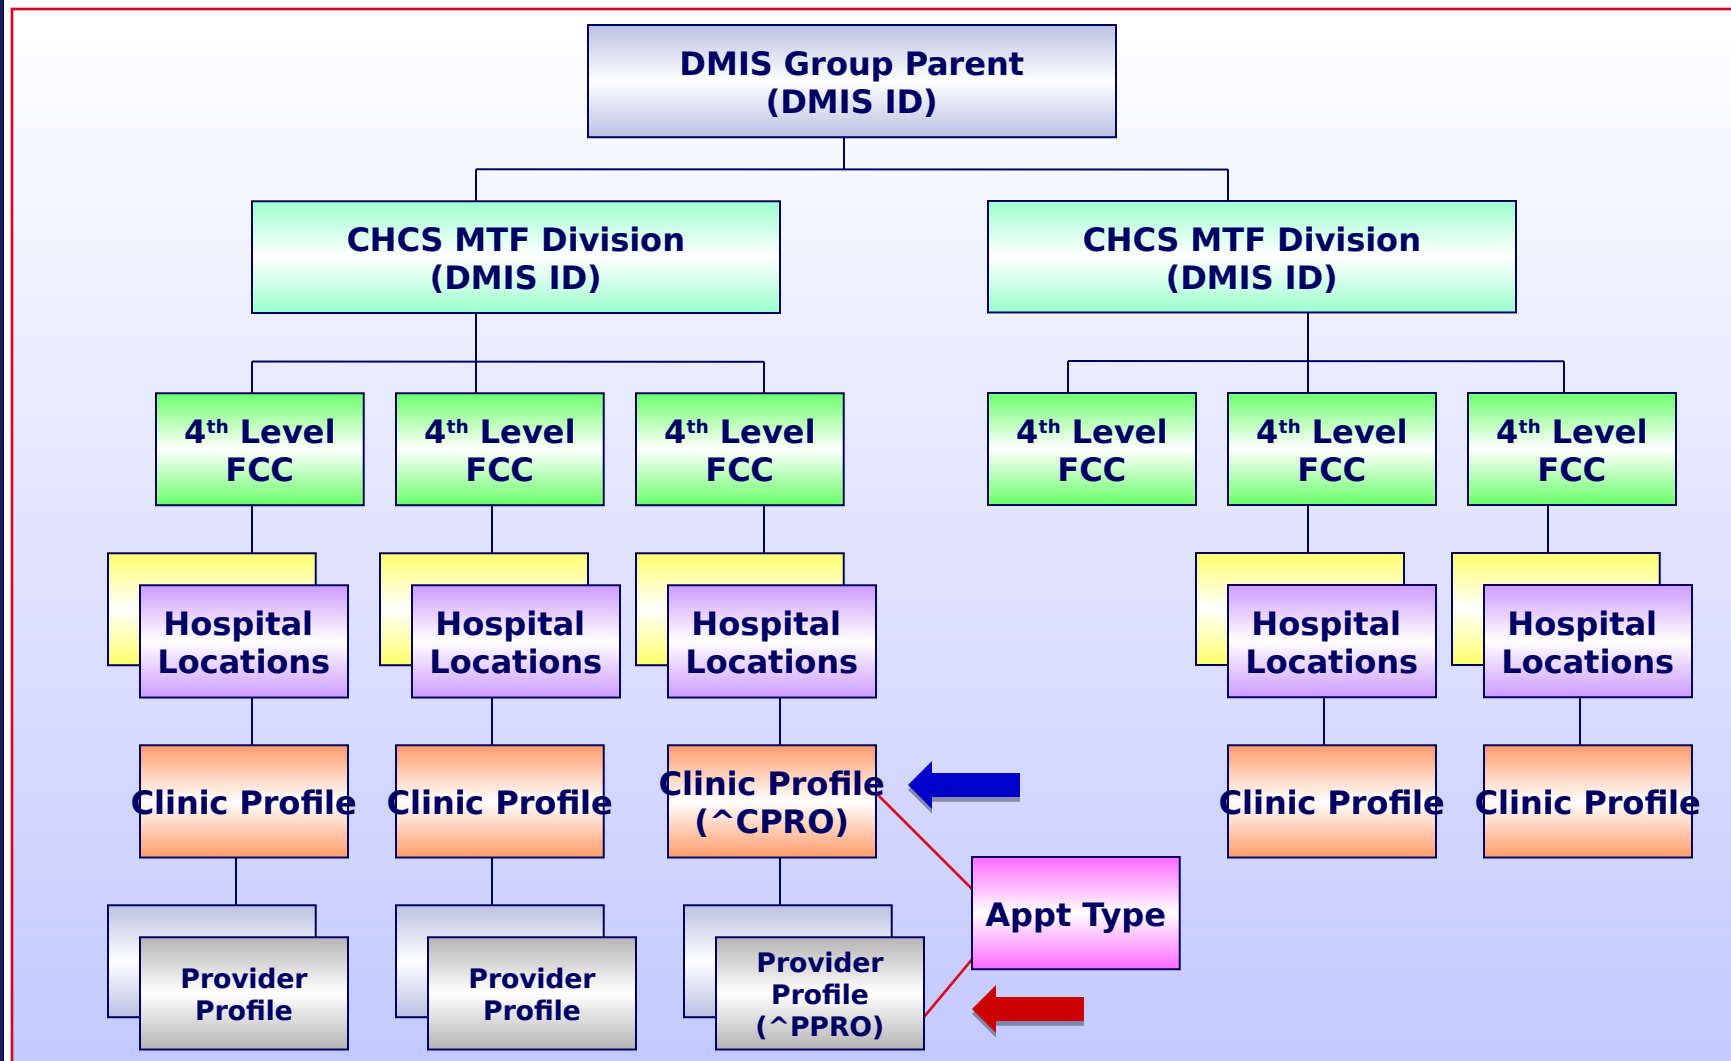 DMIS Group Parent
(DMIS ID)
CHCS MTF Division
(DMIS ID)
CHCS MTF Division
(DMIS ID)
4th Level
FCC
4th Level
FCC
4th Level
FCC
4th Level
FCC
4th Level
FCC
4th Level
FCC
Hospital
Locations
Hospital
Locations
Hospital
Locations
Hospital
Locations
Hospital
Locations
Clinic Profile
Clinic Profile
Clinic Profile
(^CPRO)
Clinic Profile
Clinic Profile
Appt Type
Provider
Profile
Provider
Profile
Provider
Profile
(^PPRO)